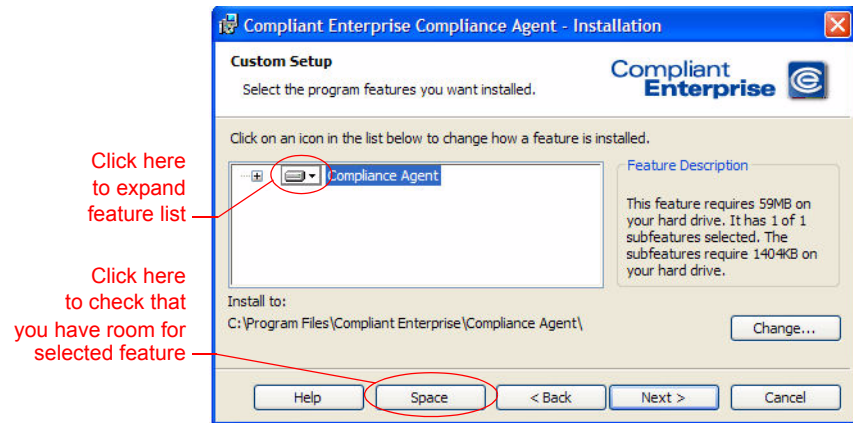 Compliant Enterprise Compliance Agent - Installation
Custom Setup
Select the program features you want installed.
Compliant
Enterprise
Click on an icon in the list below to change how a feature is installed.
Click here
to expand
feature list
Compliance Agent
Feature Description
This feature requires 59MB on
your hard drive. It has 1 of 1
subfeatures selected. The
subfeatures require 1404KB on
your hard drive.
Click here
to check that
you have room for
selected feature
Install to:
C:\Program Files\Compliant Enterprise\Compliance Agent\
Change...
Help
Space
< Back
Next >
Cancel